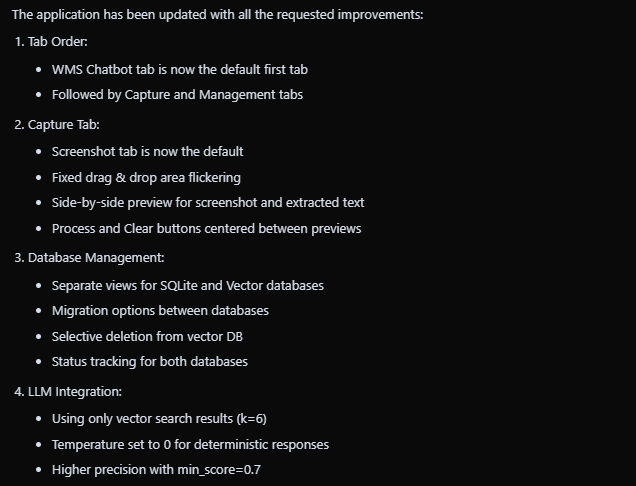 The application has been updated with all the requested improvements:
1. Tab Order:
• WMS Chatbot tab is now the default first tab
• Followed by Capture and Management tabs
2. Capture Tab:
• Screenshot tab is now the default
• Fixed drag & drop area flickering
• Side-by-side preview for screenshot and extracted text
• Process and Clear buttons centered between previews
3. Database Management:
• Separate views for SQLite and Vector databases
• Migration options between databases
• Selective deletion from vector DB
• Status tracking for both databases
4. LLM Integration:
• Using only vector search results (k=6)
• Temperature set to 0 for deterministic responses
• Higher precision with min_score=0.7